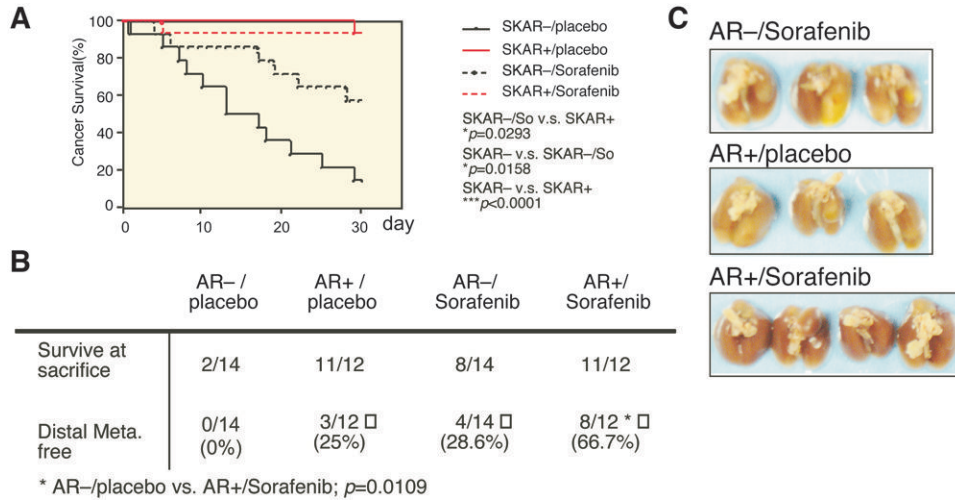 A
Cancer Survival(%)
100
80
60
40
20
0
0
10
20
30
day
SKAR–/placebo
SKAR+/placebo
SKAR–/Sorafenib
SKAR+/Sorafenib
SKAR–/So v.s. SKAR+
*p=0.0293
SKAR– v.s. SKAR–/So
*p=0.0158
SKAR– v.s. SKAR+
***p<0.0001
B
AR– / placebo
AR+ / placebo
AR–/ Sorafenib
AR+/ Sorafenib
Survive at sacrifice
2/14
11/12
8/14
11/12
Distal Meta. free
0/14 (0%)
3/12 □ (25%)
4/14 □ (28.6%)
8/12 * □ (66.7%)
* AR–/placebo vs. AR+/Sorafenib; p=0.0109
C
AR–/Sorafenib
AR+/placebo
AR+/Sorafenib